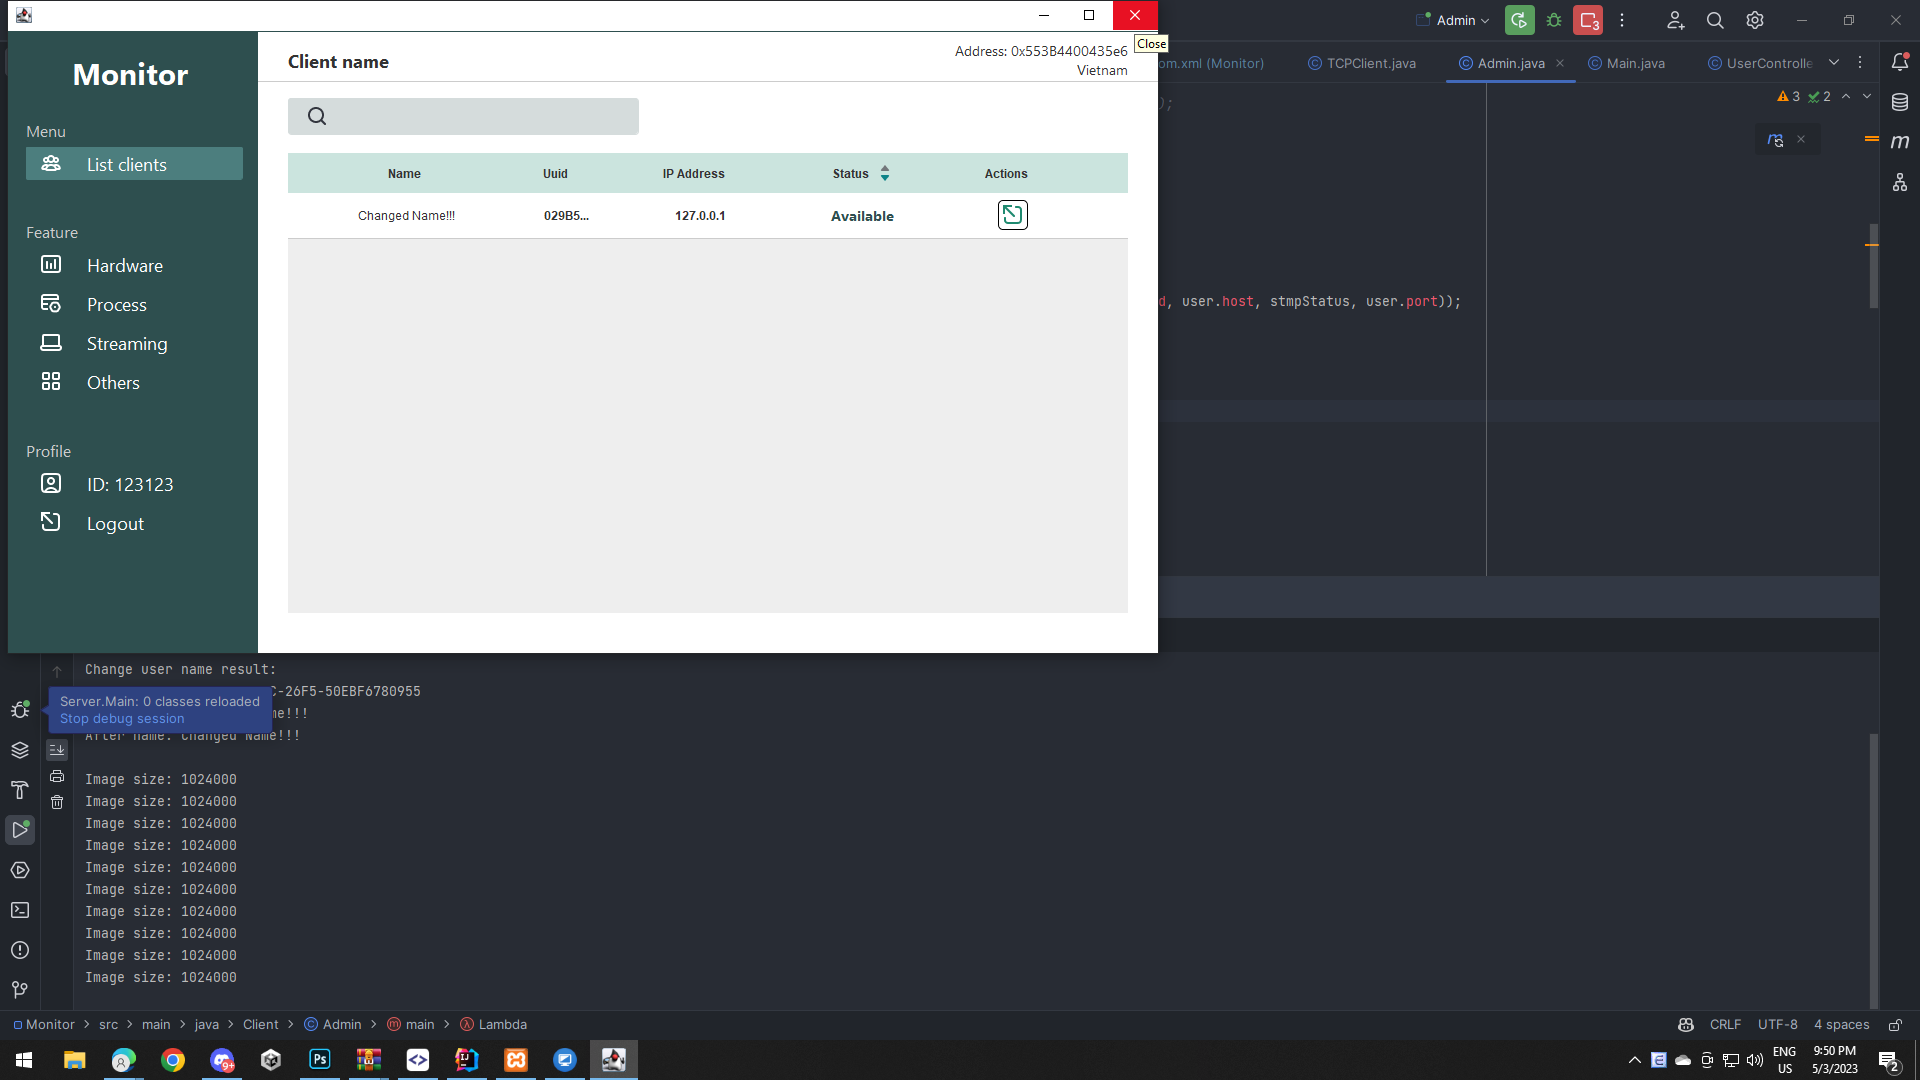 Close
Monitor
Menu
List clients
Feature
Hardware
Process
Streaming
Others
Profile
ID: 123123
Logout
Client name
Address: 0x553B4400435e6
Vietnam
Name Uuid IP Address Status Actions
Changed Name!!! 029B5... 127.0.0.1 Available
Admin
3
om.xml (Monitor) TCPClient.java Admin.java Main.java UserControlle
3 2
);
d, user.host, stmpStatus, user.port));
Change user name result:
C-26F5-50EBF6780955
me!!!
After name: Changed Name!!!
Server.Main: 0 classes reloaded
Stop debug session
Image size: 1024000
Image size: 1024000
Image size: 1024000
Image size: 1024000
Image size: 1024000
Image size: 1024000
Image size: 1024000
Image size: 1024000
Image size: 1024000
Image size: 1024000
Monitor > src > main > java > Client > Admin > main > Lambda
CRLF UTF-8 4 spaces
9+
Ps
IJ
ENG
US
9:50 PM
5/3/2023
2